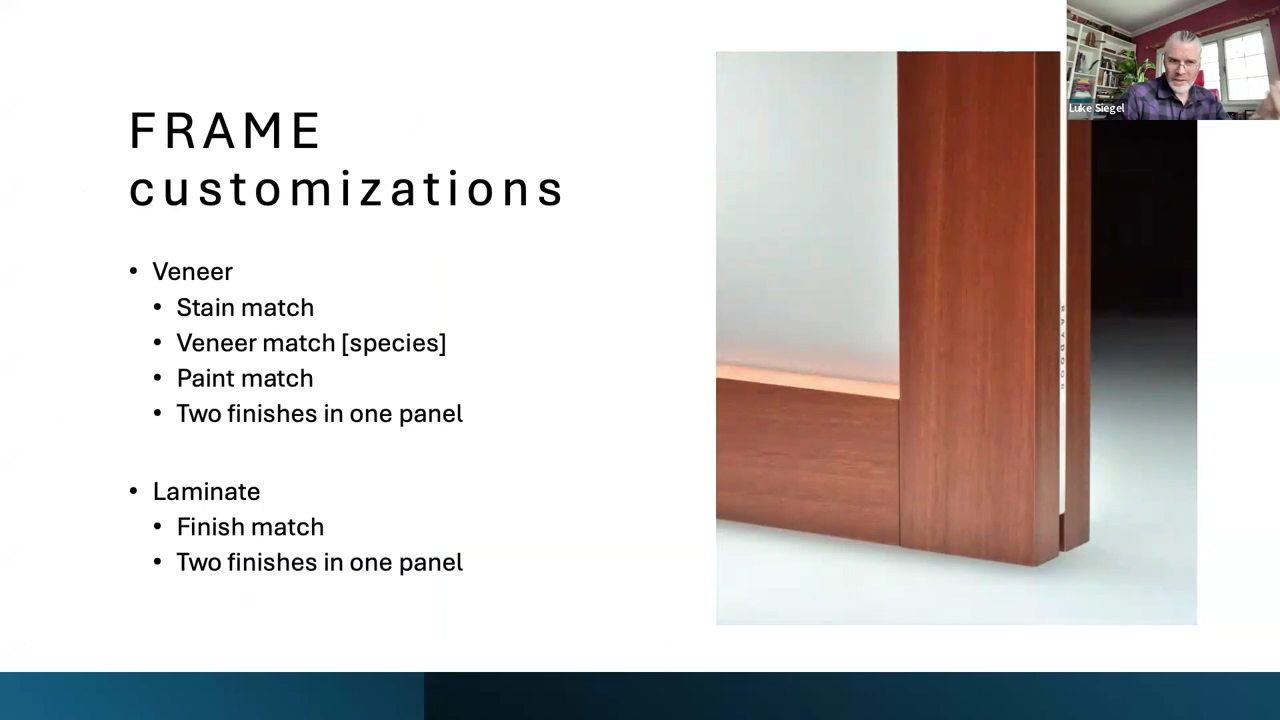 Luke Siegel
FRAME
customizations
• Veneer
• Stain match
• Veneer match [species]
• Paint match
• Two finishes in one panel
• Laminate
• Finish match
• Two finishes in one panel
RAYDOOR